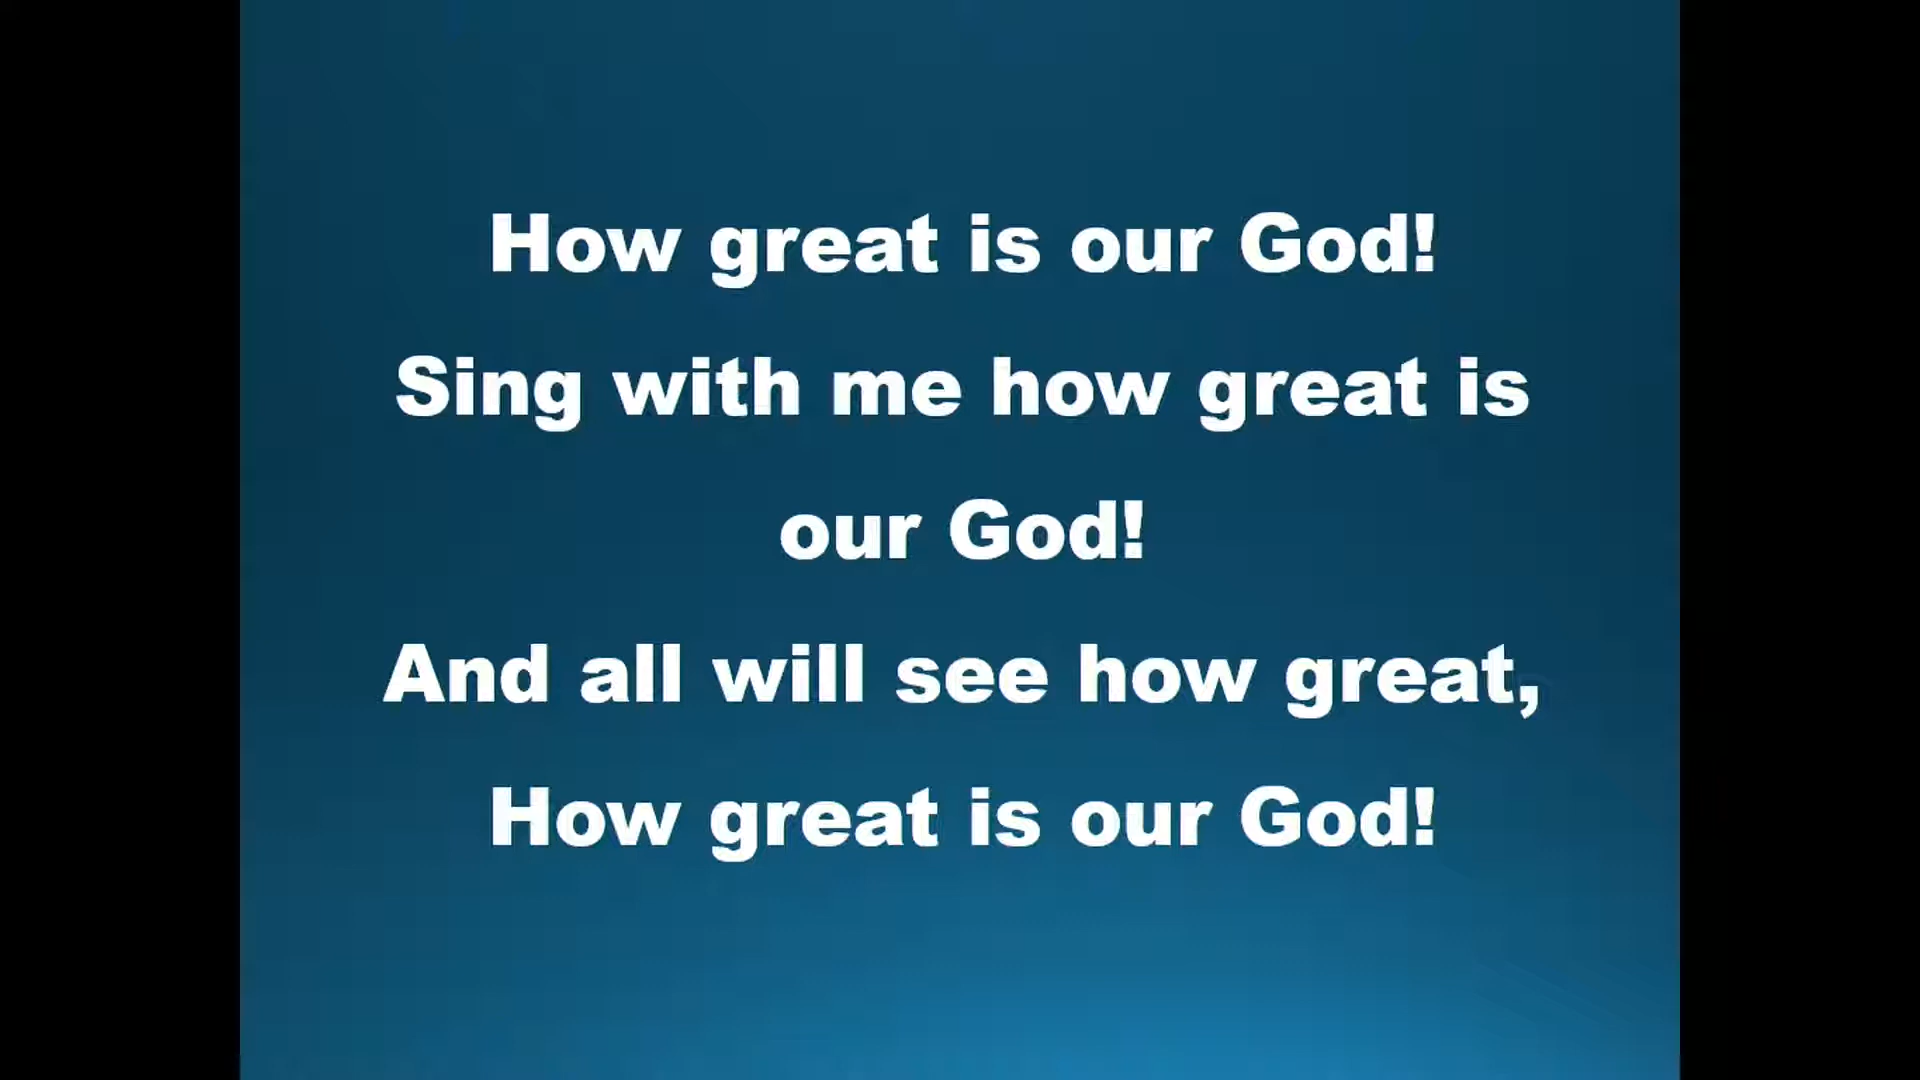 How great is our God!
Sing with me how great is
our God!
And all will see how great,
How great is our God!